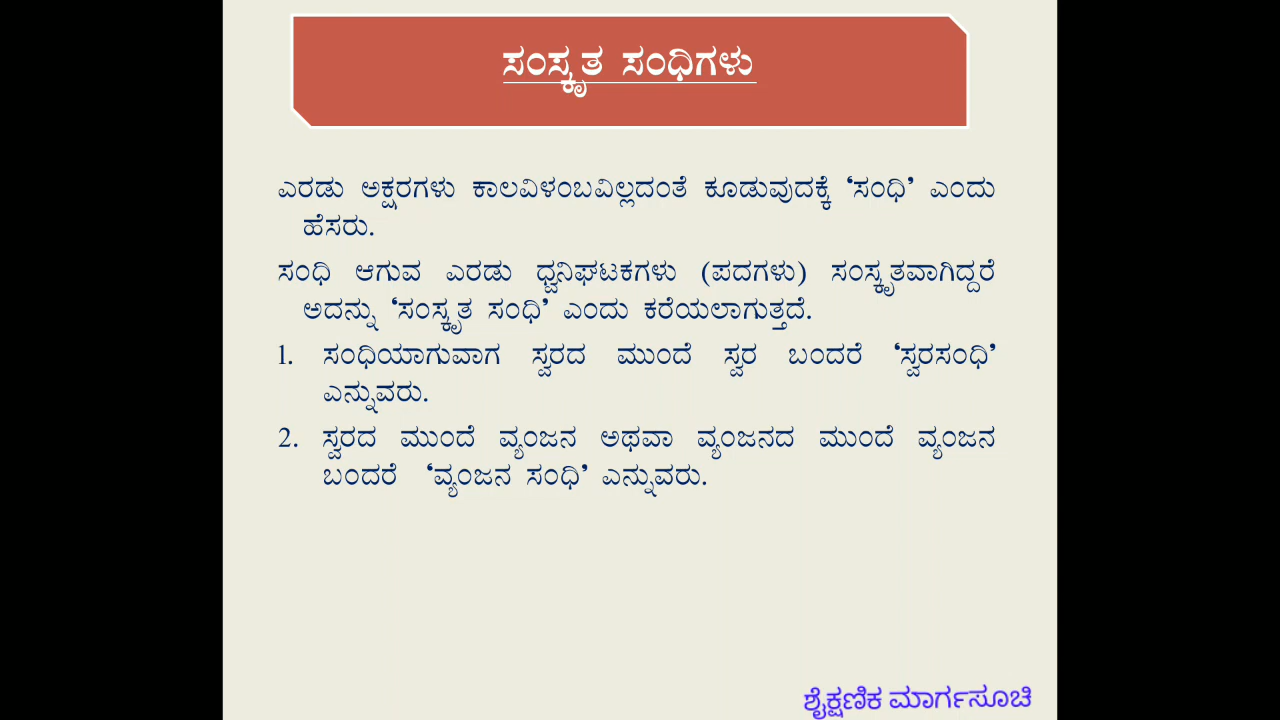 ಸಂಸ್ಕೃತ ಸಂಧಿಗಳು
ಎರಡು ಅಕ್ಷರಗಳು ಕಾಲವಿಳಂಬವಿಲ್ಲದಂತೆ ಕೂಡುವುದಕ್ಕೆ ‘ಸಂಧಿ’ ಎಂದು
ಹೆಸರು.
ಸಂಧಿ ಆಗುವ ಎರಡು ಧ್ವನಿಘಟಕಗಳು (ಪದಗಳು) ಸಂಸ್ಕೃತವಾಗಿದ್ದರೆ
ಅದನ್ನು ‘ಸಂಸ್ಕೃತ ಸಂಧಿ’ ಎಂದು ಕರೆಯಲಾಗುತ್ತದೆ.
1. ಸಂಧಿಯಾಗುವಾಗ ಸ್ವರದ ಮುಂದೆ ಸ್ವರ ಬಂದರೆ ‘ಸ್ವರಸಂಧಿ’
ಎನ್ನುವರು.
2. ಸ್ವರದ ಮುಂದೆ ವ್ಯಂಜನ ಅಥವಾ ವ್ಯಂಜನದ ಮುಂದೆ ವ್ಯಂಜನ
ಬಂದರೆ ‘ವ್ಯಂಜನ ಸಂಧಿ’ ಎನ್ನುವರು.
ಶೈಕ್ಷಣಿಕ ಮಾರ್ಗಸೂಚಿ